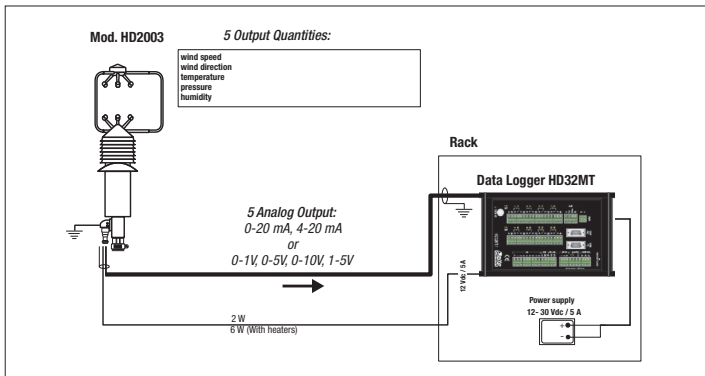 Mod. HD2003
5 Output Quantities:
wind speed
wind direction
temperature
pressure
humidity
Rack
Data Logger HD32MT
5 Analog Output:
0-20 mA, 4-20 mA
or
0-1V, 0-5V, 0-10V, 1-5V
12 Vdc / 5A
Power supply
12- 30 Vdc / 5 A
+
-
2 W
6 W (With heaters)